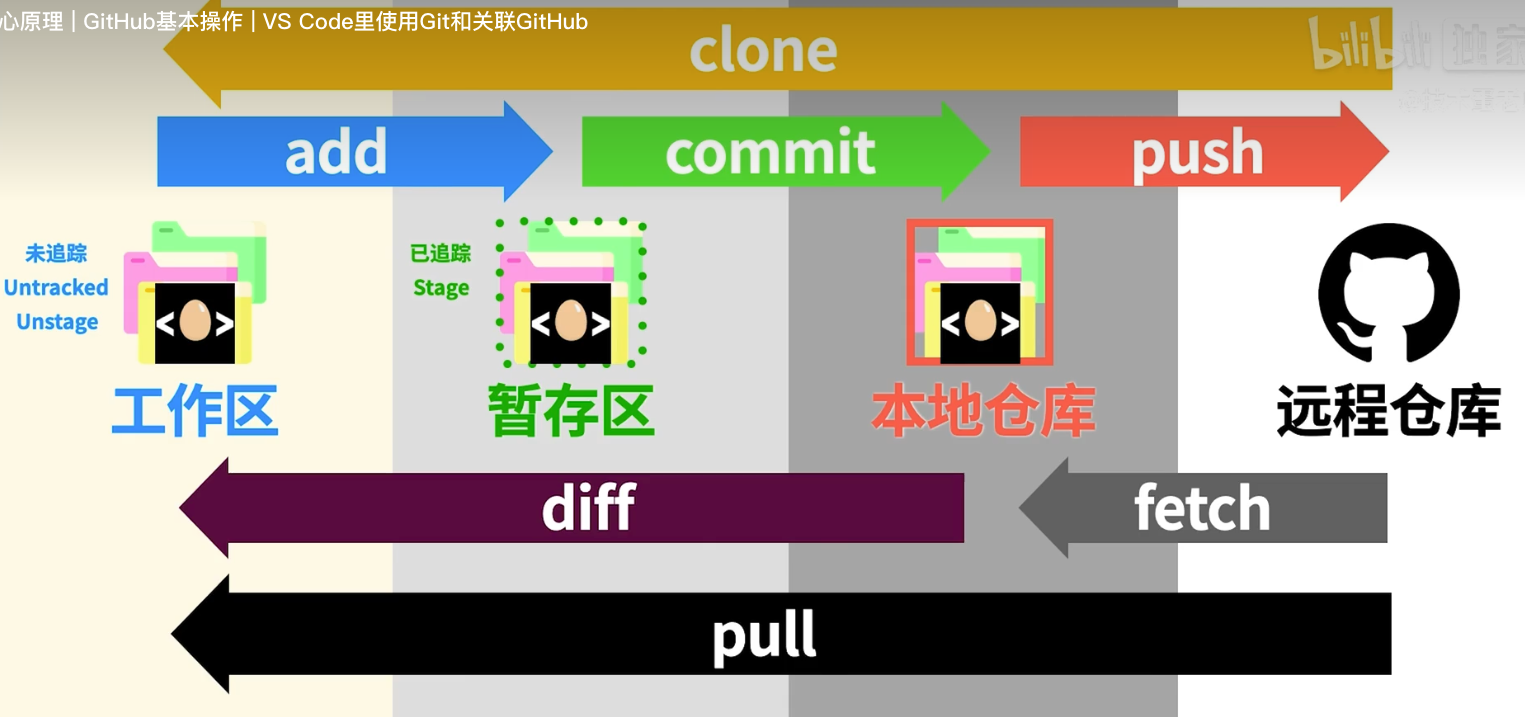 心原理 | GitHub基本操作 | VS Code里使用Git和关联GitHub
clone
bilibili 独家
add
commit
push
未追踪
Untracked
Unstage
已追踪
Stage
< >
< >
< >
工作区
暂存区
本地仓库
远程仓库
diff
fetch
pull